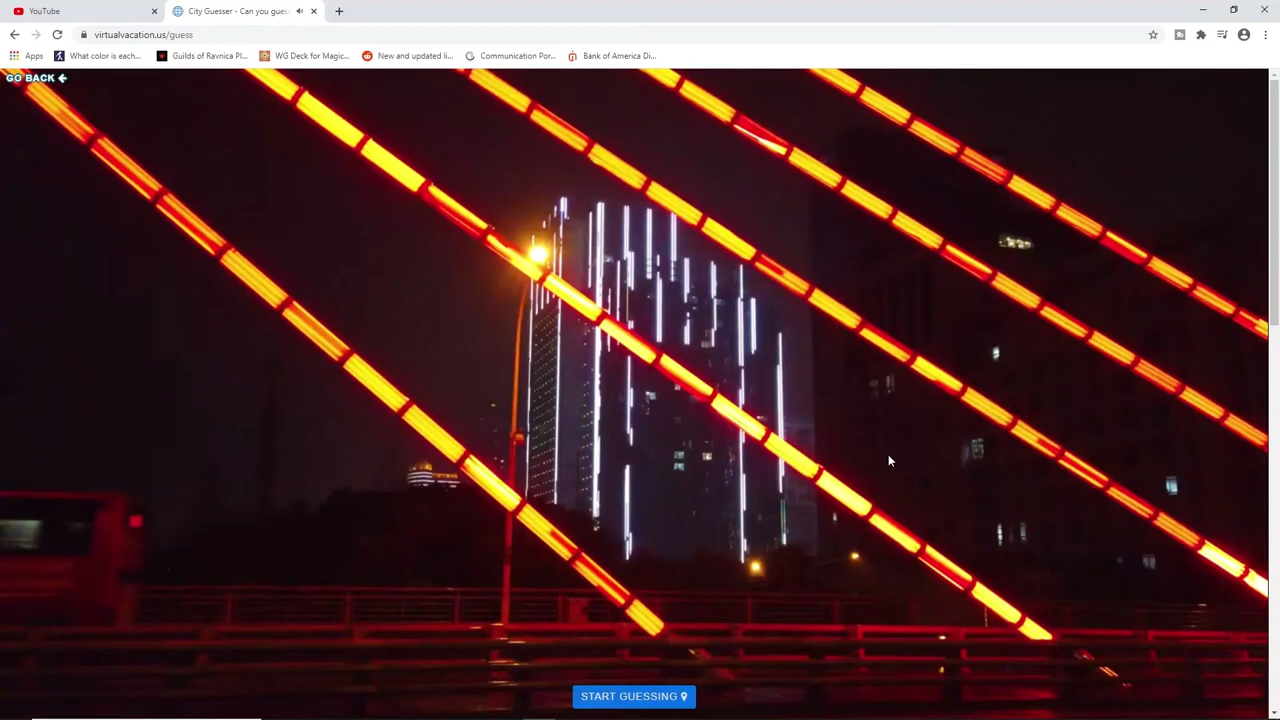 YouTube
City Guesser - Can you gues
virtualvacation.us/guess
Apps
What color is each...
Guilds of Ravnica Pl...
WG Deck for Magic...
New and updated li...
Communication Por...
Bank of America Di...
GO BACK
START GUESSING